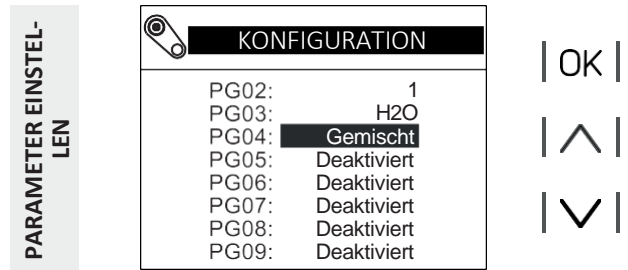 PARAMETER EINSTEL-
LEN
KONFIGURATION
PG02: 1
PG03: H2O
PG04: Gemischt
PG05: Deaktiviert
PG06: Deaktiviert
PG07: Deaktiviert
PG08: Deaktiviert
PG09: Deaktiviert
OK